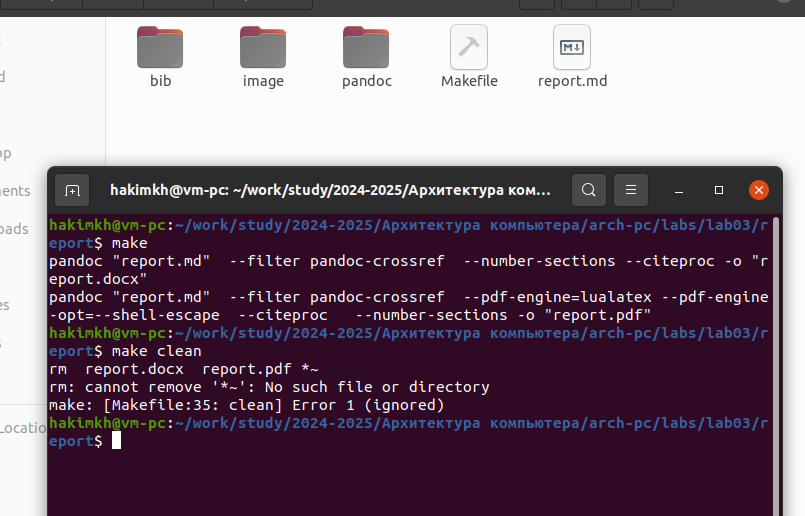 bib
image
pandoc
Makefile
report.md
hakimkh@vm-pc: ~/work/study/2024-2025/Архитектура ком...
hakimkh@vm-pc:~/work/study/2024-2025/Архитектура компьютера/arch-pc/labs/lab03/r
eport$ make
pandoc "report.md"  --filter pandoc-crossref  --number-sections --citeproc -o "r
eport.docx"
pandoc "report.md"  --filter pandoc-crossref  --pdf-engine=lualatex --pdf-engine
-opt=--shell-escape  --citeproc   --number-sections -o "report.pdf"
hakimkh@vm-pc:~/work/study/2024-2025/Архитектура компьютера/arch-pc/labs/lab03/r
eport$ make clean
rm  report.docx  report.pdf *~
rm: cannot remove '*~': No such file or directory
make: [Makefile:35: clean] Error 1 (ignored)
hakimkh@vm-pc:~/work/study/2024-2025/Архитектура компьютера/arch-pc/labs/lab03/r
eport$